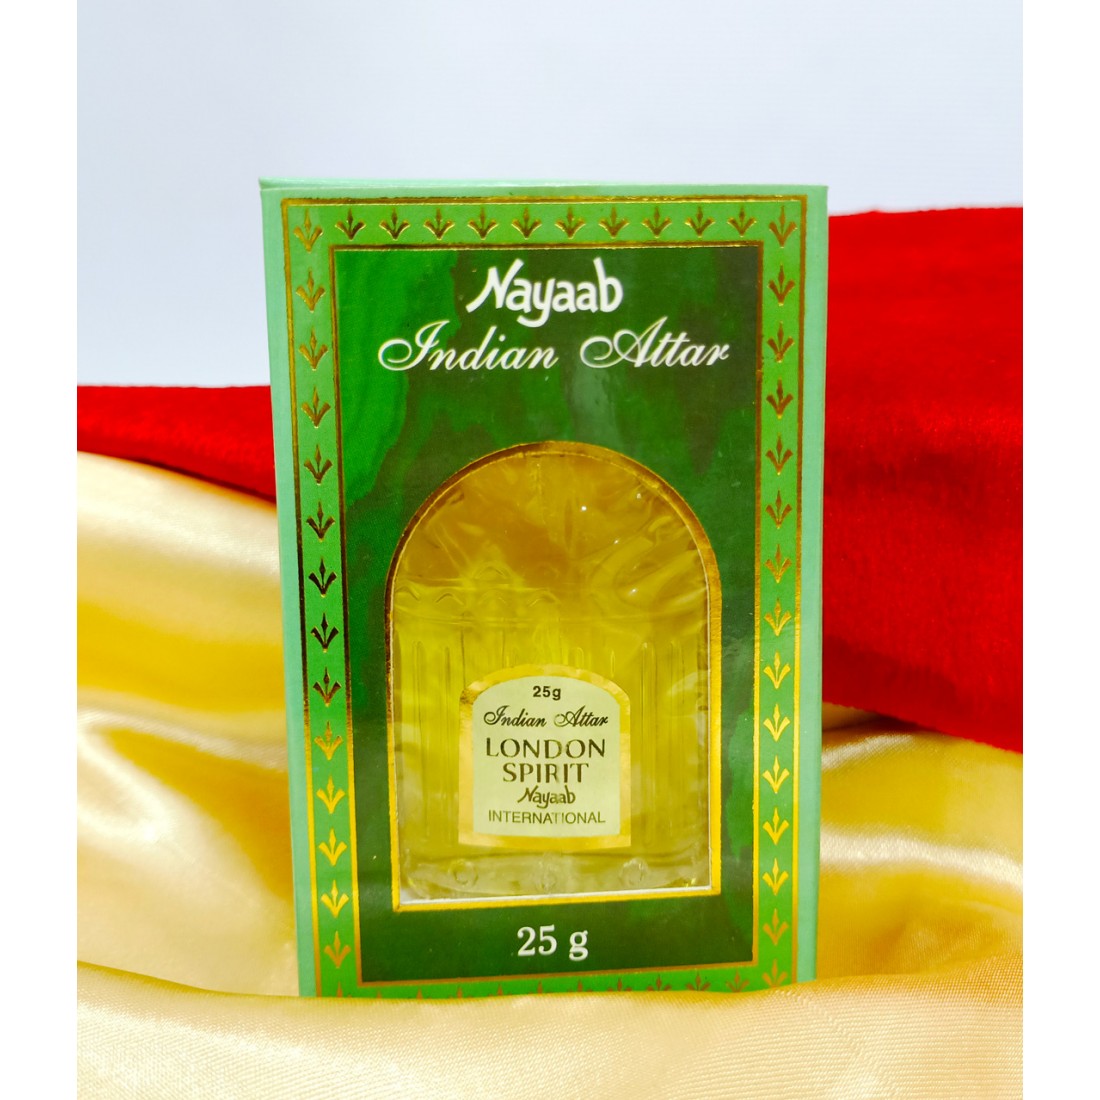 Nayaab
Indian Attar
25g
Indian Attar
LONDON
SPIRIT
Nayaab
INTERNATIONAL
25 g